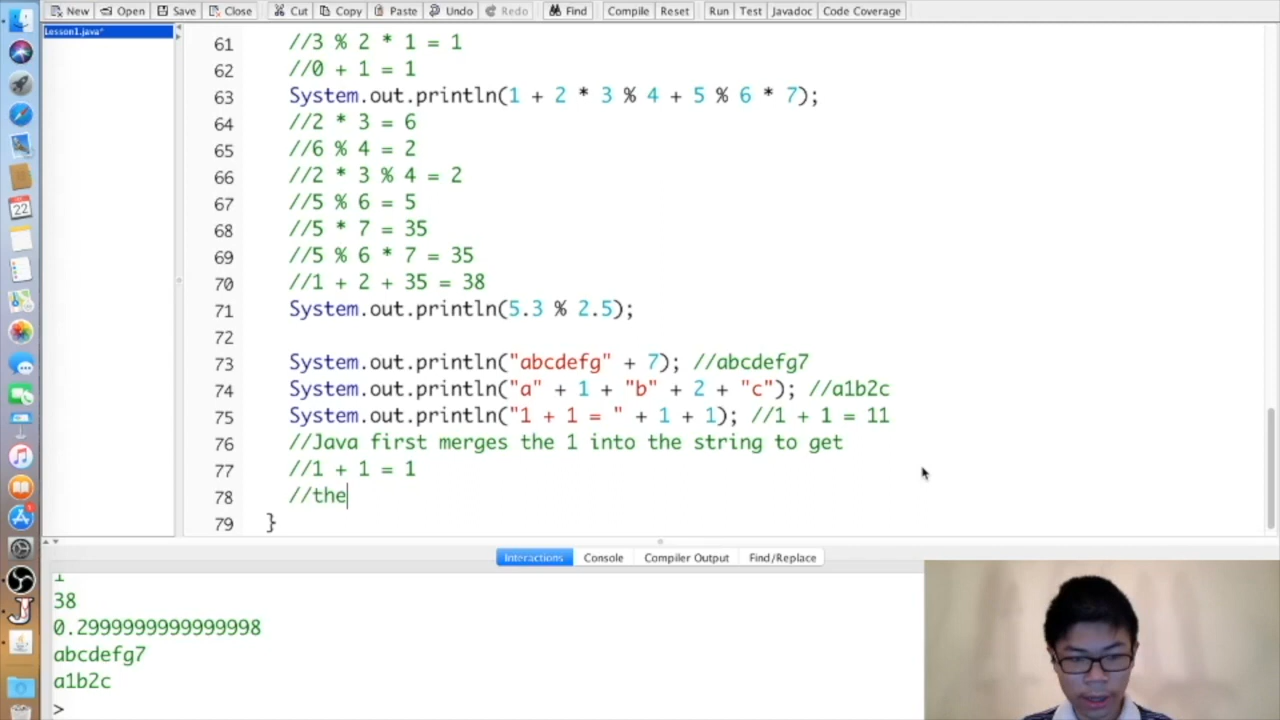 New Open Save Close Cut Copy Paste Undo Redo Find Compile Reset Run Test Javadoc Code Coverage
Lesson1.java*
61 //3 % 2 * 1 = 1
62 //0 + 1 = 1
63 System.out.println(1 + 2 * 3 % 4 + 5 % 6 * 7);
64 //2 * 3 = 6
65 //6 % 4 = 2
66 //2 * 3 % 4 = 2
67 //5 % 6 = 5
68 //5 * 7 = 35
69 //5 % 6 * 7 = 35
70 //1 + 2 + 35 = 38
71 System.out.println(5.3 % 2.5);
72
73 System.out.println("abcdefg" + 7); //abcdefg7
74 System.out.println("a" + 1 + "b" + 2 + "c"); //a1b2c
75 System.out.println("1 + 1 = " + 1 + 1); //1 + 1 = 11
76 //Java first merges the 1 into the string to get
77 //1 + 1 = 1
78 //the
79 }
Interactions Console Compiler Output Find/Replace
1
38
0.2999999999999998
abcdefg7
a1b2c
>
22